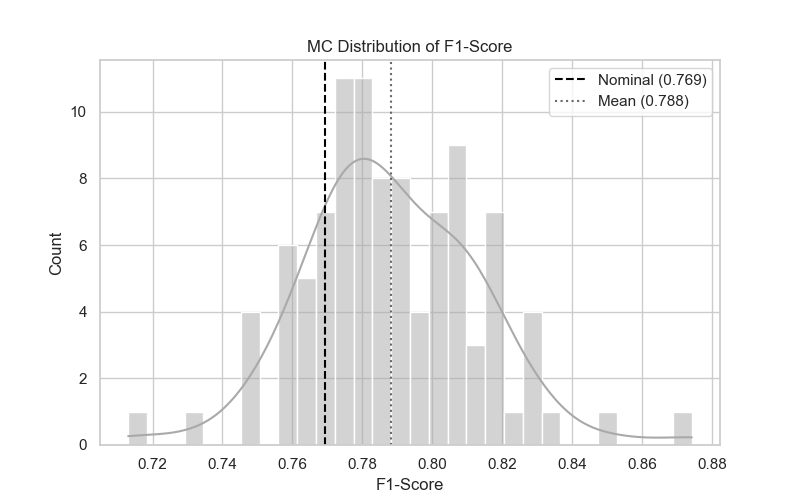 MC Distribution of F1-Score
Nominal (0.769)
Mean (0.788)
10
8
6
4
2
0
Count
0.72 0.74 0.76 0.78 0.80 0.82 0.84 0.86 0.88
F1-Score